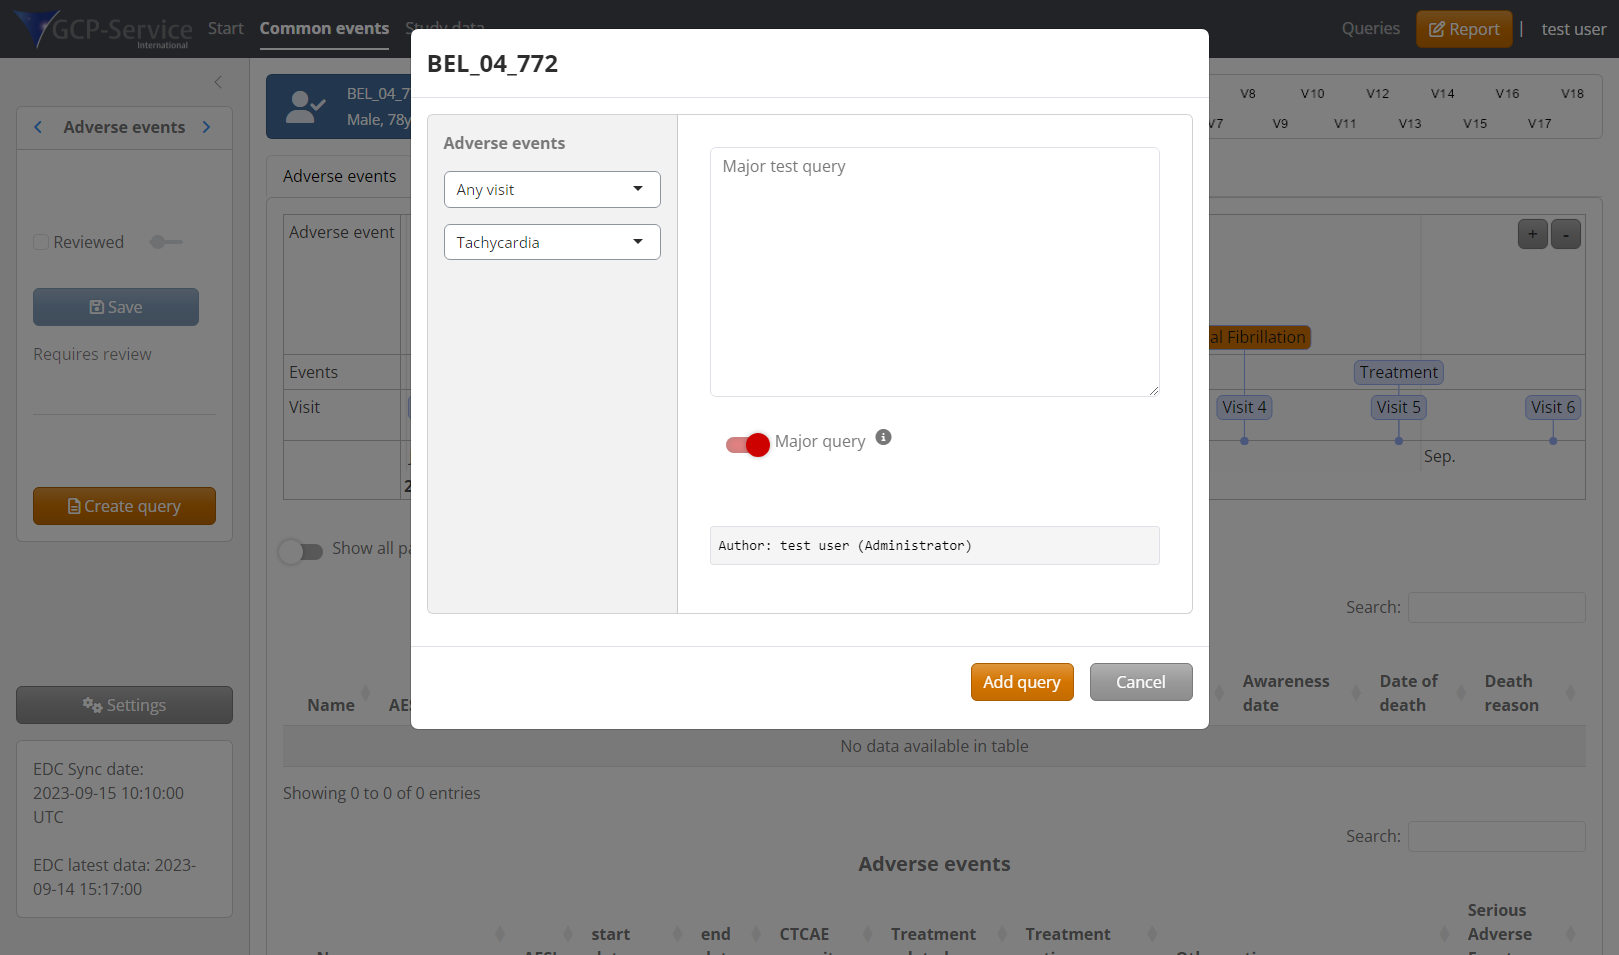 GCP-Service
International
Start
Common events
Study data
Queries
Report
|
test user
BEL_04_772
Adverse events
BEL_04_7
Male, 78y
V8 V10 V12 V14 V16 V18
V7 V9 V11 V13 V15 V17
Adverse events
Any visit
Tachycardia
Major test query
Major query
Author: test user (Administrator)
Add query
Cancel
Reviewed
Save
Requires review
Create query
Settings
EDC Sync date:
2023-09-15 10:10:00
UTC
EDC latest data: 2023-
09-14 15:17:00
Adverse events
Adverse event
+ -
al Fibrillation
Events
Treatment
Visit
Visit 4 Visit 5 Visit 6
Sep.
Show all pa
Search:
Name
AES
Awareness
date
Date of
death
Death
reason
No data available in table
Showing 0 to 0 of 0 entries
Search:
Adverse events
start
end
CTCAE
Treatment
Treatment
Serious
Adverse